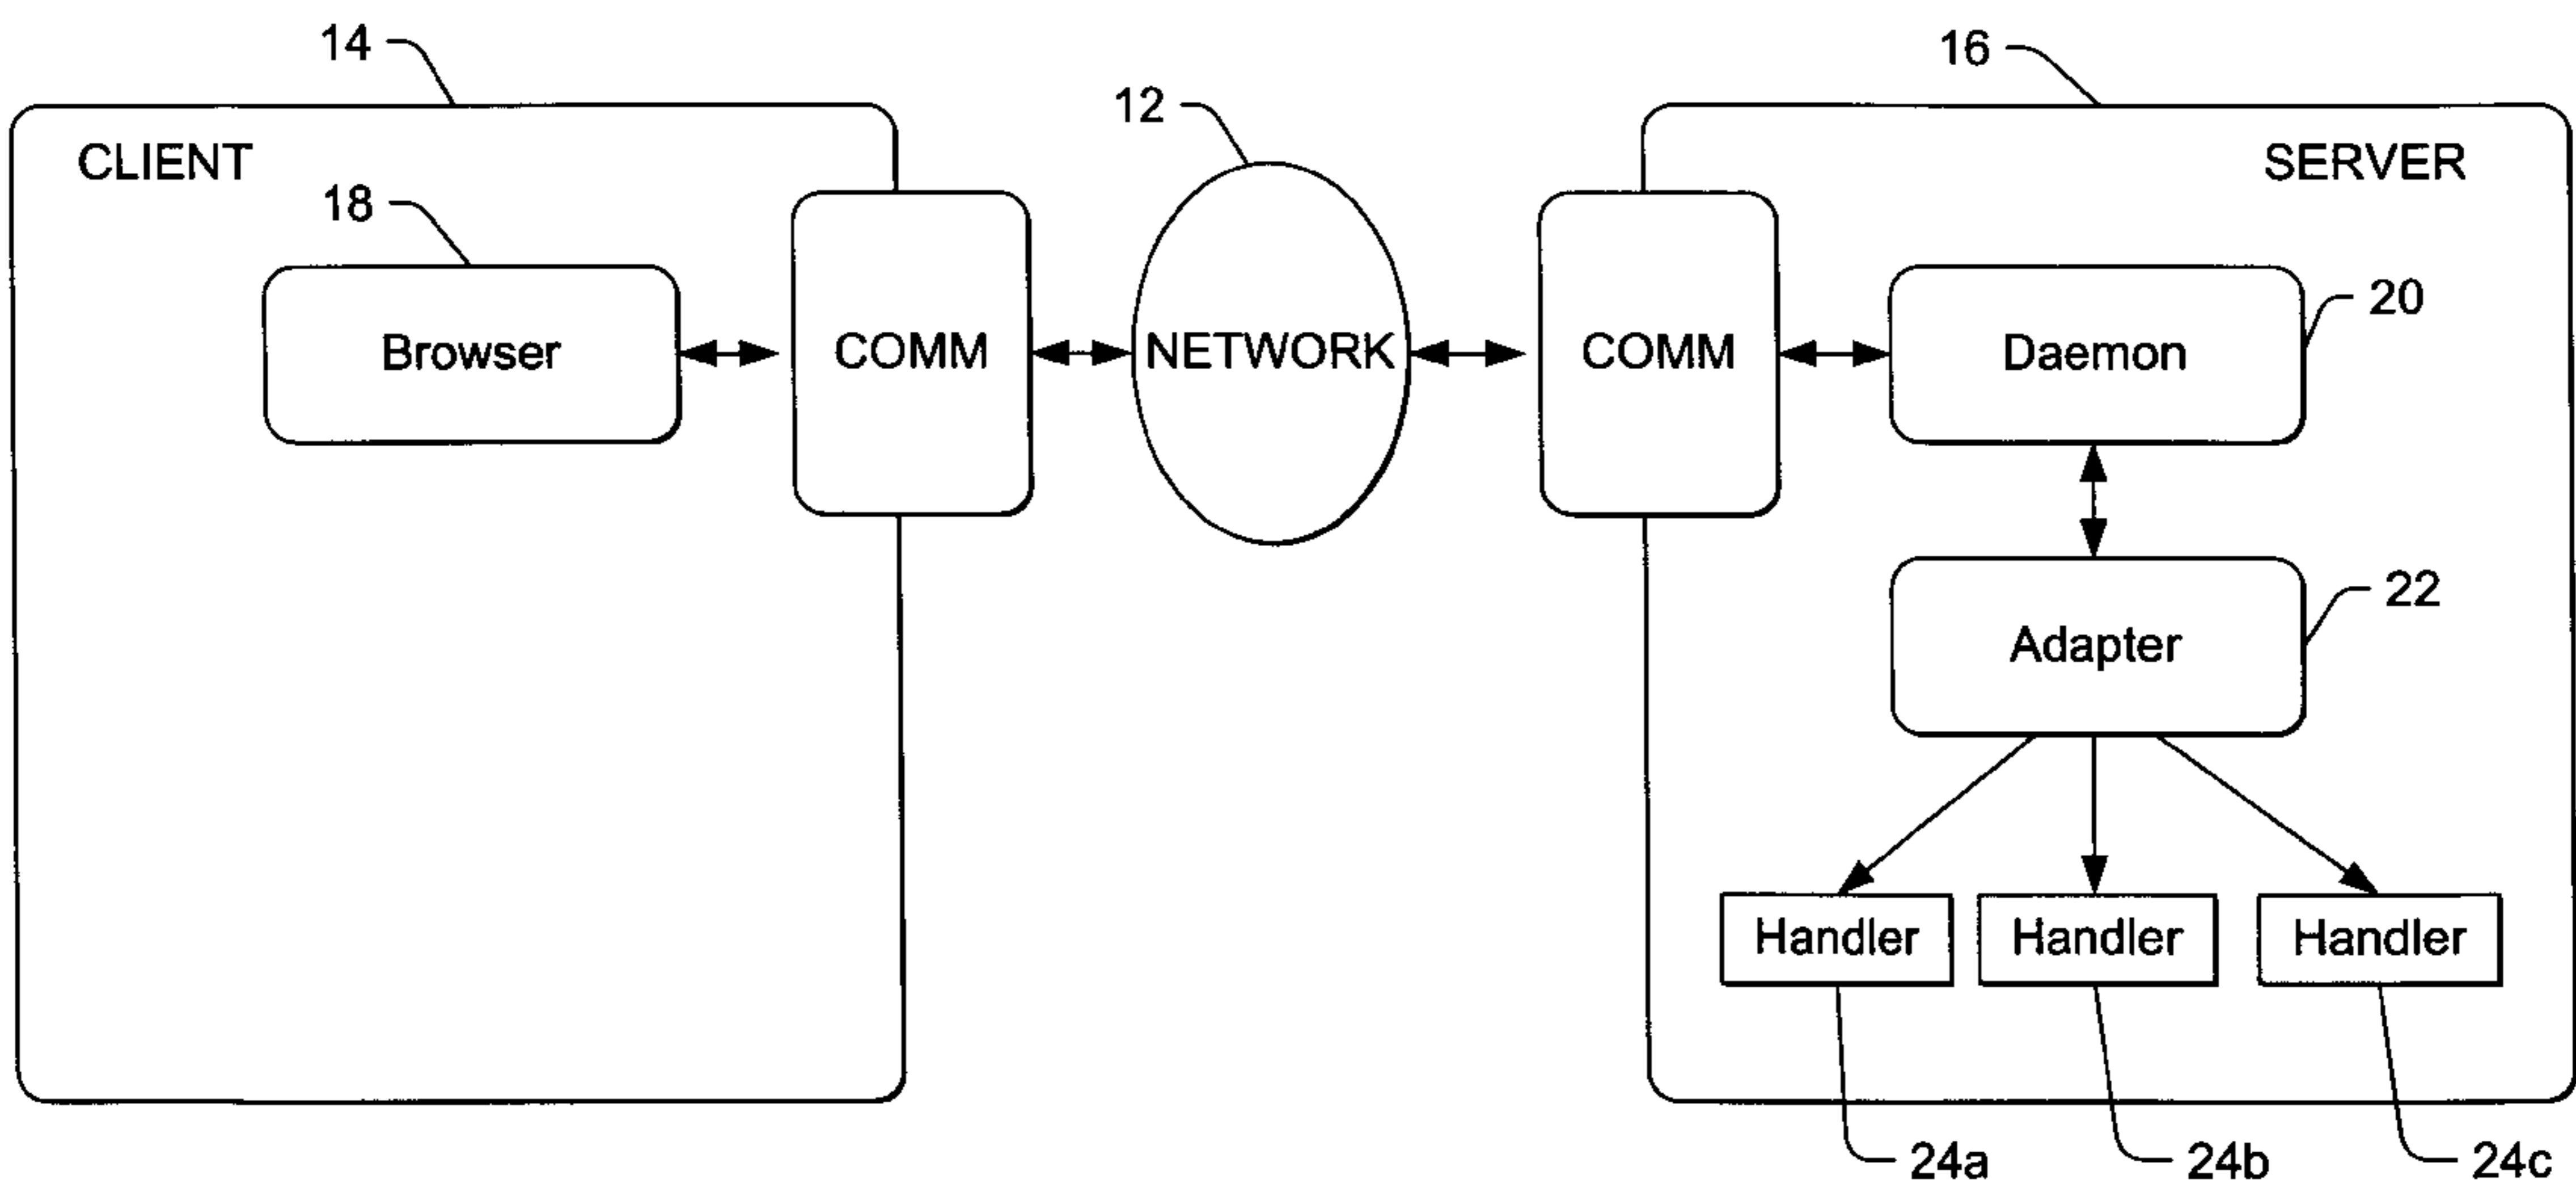 14
16
12
CLIENT
SERVER
18
20
Browser
COMM
NETWORK
COMM
Daemon
22
Adapter
Handler
Handler
Handler
24a
24b
24c